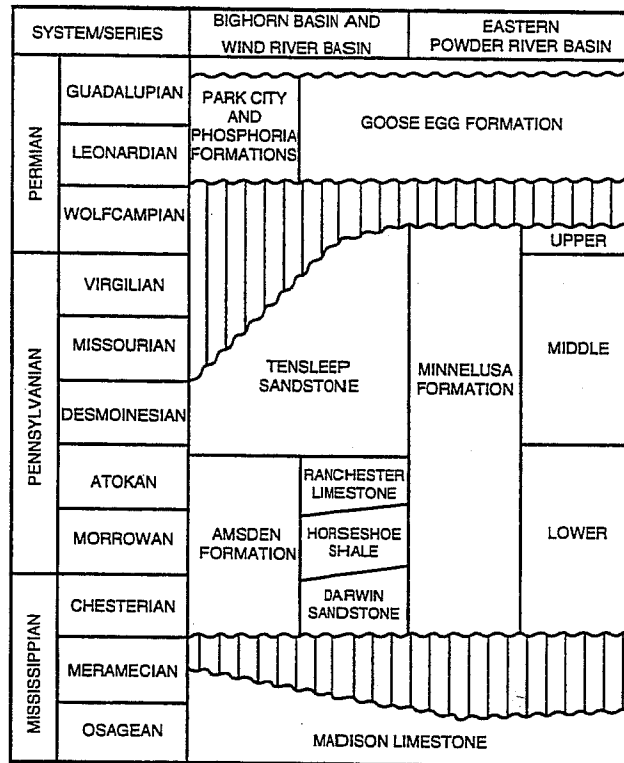 SYSTEM/SERIES
BIGHORN BASIN AND
WIND RIVER BASIN
EASTERN
POWDER RIVER BASIN
PERMIAN
GUADALUPIAN
LEONARDIAN
WOLFCAMPIAN
PARK CITY
AND
PHOSPHORIA
FORMATIONS
GOOSE EGG FORMATION
UPPER
PENNSYLVANIAN
VIRGILIAN
MISSOURIAN
DESMOINESIAN
ATOKAN
MORROWAN
TENSLEEP
SANDSTONE
MINNELUSA
FORMATION
MIDDLE
AMSDEN
FORMATION
RANCHESTER
LIMESTONE
HORSESHOE
SHALE
DARWIN
SANDSTONE
LOWER
MISSISSIPPIAN
CHESTERIAN
MERAMECIAN
OSAGEAN
MADISON LIMESTONE